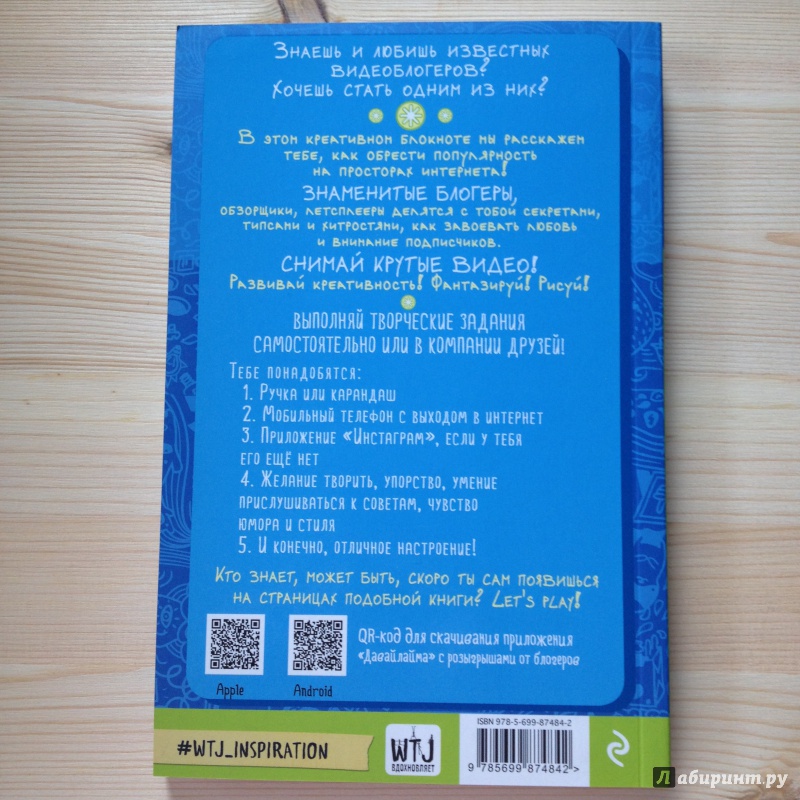 Знаешь и любишь известных
видеоблогеров?
Хочешь стать одним из них?
В этом креативном блокноте мы расскажем
тебе, как обрести популярность
на просторах интернета!
Знаменитые блогеры,
обзорщики, летсплееры делятся с тобой секретами,
типсами и хитростями, как завоевать любовь
и внимание подписчиков.
Снимай крутые видео!
Развивай креативность! Фантазируй! Рисуй!
Выполняй творческие задания
самостоятельно или в компании друзей!
Тебе понадобятся:
1. Ручка или карандаш
2. Мобильный телефон с выходом в интернет
3. Приложение «Инстаграм», если у тебя
его ещё нет
4. Желание творить, упорство, умение
прислушиваться к советам, чувство
юмора и стиля
5. И конечно, отличное настроение!
Кто знает, может быть, скоро ты сам появишься
на страницах подобной книги? Let's play!
QR-код для скачивания приложения
«Давайлайма» с розыгрышами от блогеров
Apple Android
ISBN 978-5-699-87484-2
#WTJ_INSPIRATION
WTJ
ВДОХНОВЛЯЕТ
9 785699 874842 >
Лабиринт.ру